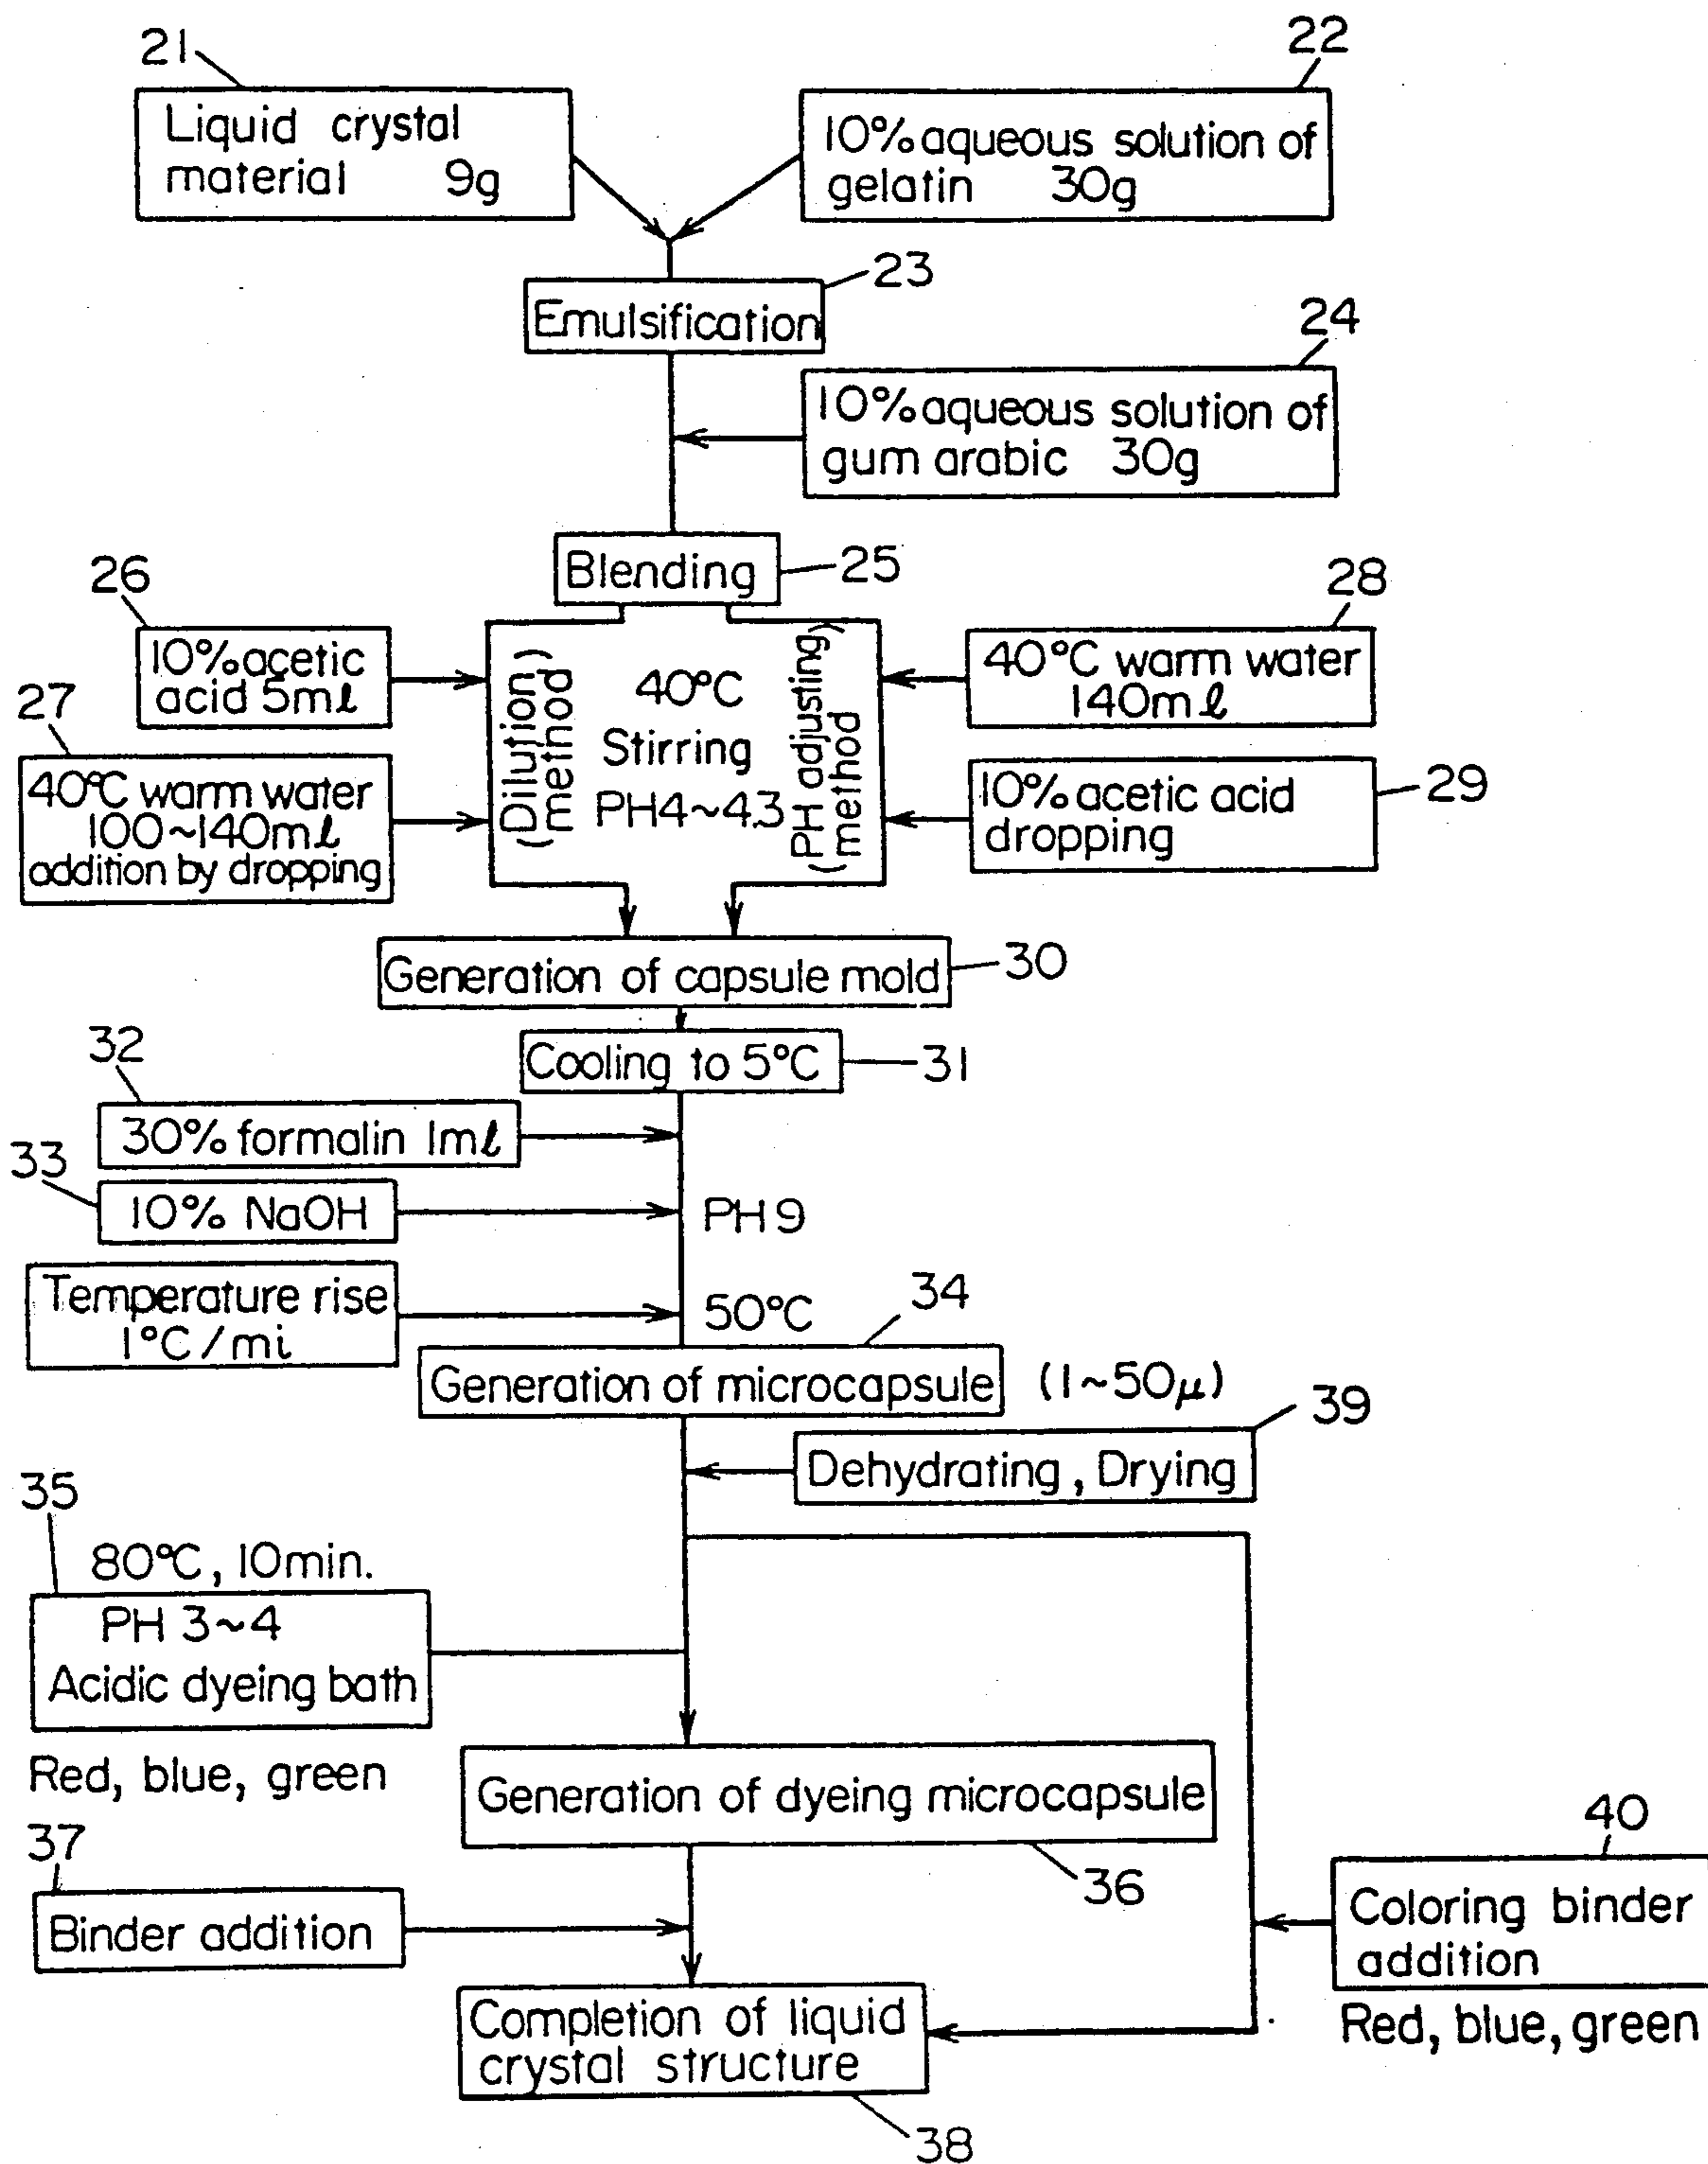 21
22
Liquid crystal
material 9g
10% aqueous solution of
gelatin 30g
23
Emulsification
24
10% aqueous solution of
gum arabic 30g
Blending
25
26
28
10% acetic
acid 5ml
(Dilution)
(method
40°C
Stirring
PH4~4.3
(PH adjusting)
(method
40°C warm water
140ml
27
40°C warm water
100~140ml
addition by dropping
10% acetic acid
dropping
29
Generation of capsule mold
30
Cooling to 5°C
31
32
30% formalin 1ml
33
10% NaOH
PH9
Temperature rise
1°C/mi
50°C
34
Generation of microcapsule
(1~50μ)
39
Dehydrating, Drying
35
80°C, 10min.
PH 3~4
Acidic dyeing bath
Red, blue, green
Generation of dyeing microcapsule
36
37
Binder addition
40
Coloring binder
addition
Red, blue, green
Completion of liquid
crystal structure
38